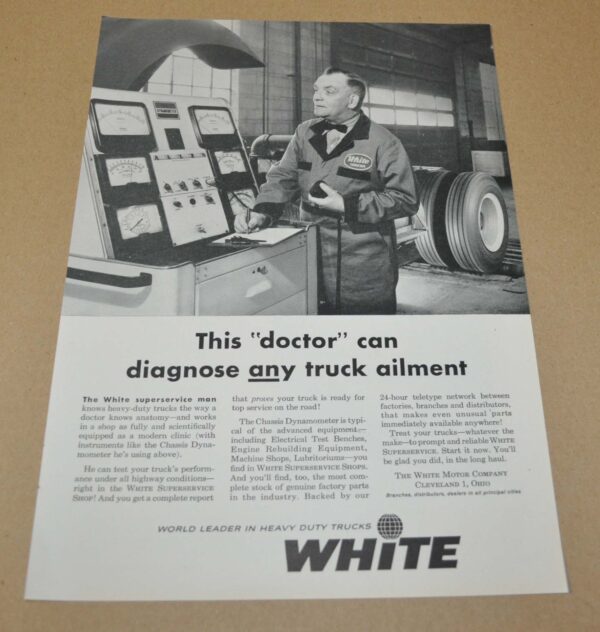 White
This "doctor" can
diagnose any truck ailment
The White superservice man
knows heavy-duty trucks the way a
doctor knows anatomy—and works
in a shop as fully and scientifically
equipped as a modern clinic (with
instruments like the Chassis Dyna-
mometer he's using above).
He can test your truck's perform-
ance under all highway conditions—
right in the WHITE SUPERSERVICE
SHOP! And you get a complete report
that proves your truck is ready for
top service on the road!
The Chassis Dynamometer is typi-
cal of the advanced equipment—
including Electrical Test Benches,
Engine Rebuilding Equipment,
Machine Shops, Lubritoriums—you
find in WHITE SUPERSERVICE SHOPS.
And you'll find, too, the most com-
plete stock of genuine factory parts
in the industry. Backed by our
24-hour teletype network between
factories, branches and distributors,
that makes even unusual parts
immediately available anywhere!
Treat your trucks—whatever the
make—to prompt and reliable WHITE
SUPERSERVICE. Start it now. You'll
be glad you did, in the long haul.
THE WHITE MOTOR COMPANY
CLEVELAND 1, OHIO
Branches, distributors, dealers in all principal cities
WORLD LEADER IN HEAVY DUTY TRUCKS
WHITE